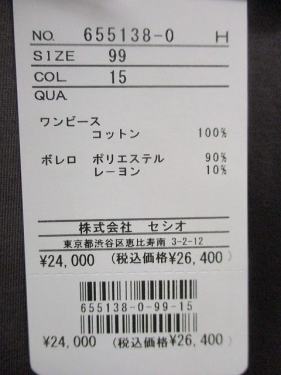 NO. 655138-0 H
SIZE 99
COL. 15
QUA.
ワンピース
コットン 100%
ボレロ ポリエステル 90%
レーヨン 10%
株式会社 セシオ
東京都渋谷区恵比寿南 3-2-12
¥24,000 (税込価格¥26,400)
655138-0-99-15
¥24,000 (税込価格¥26,400)